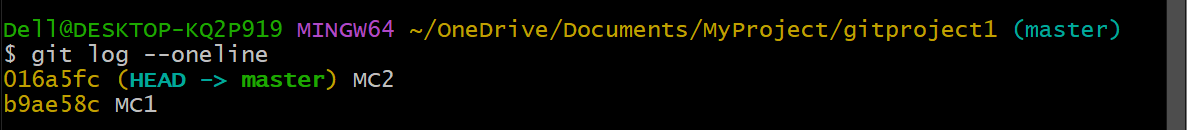 Dell@DESKTOP-KQ2P919 MINGW64 ~/OneDrive/Documents/MyProject/gitproject1 (master)
$ git log --oneline
016a5fc (HEAD -> master) MC2
b9ae58c MC1